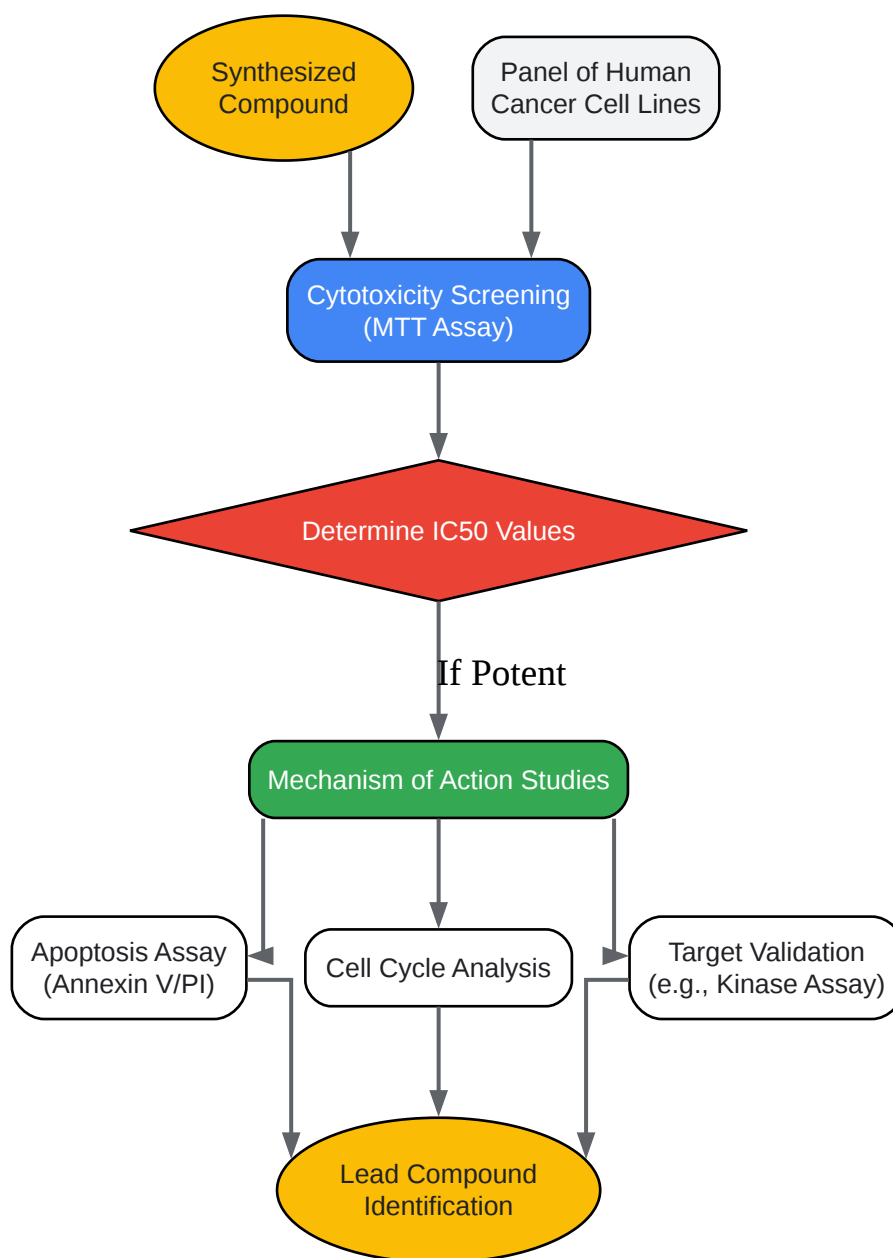 Synthesized
Compound
Panel of Human
Cancer Cell Lines
Cytotoxicity Screening
(MTT Assay)
Determine IC50 Values
If Potent
Mechanism of Action Studies
Apoptosis Assay
(Annexin V/PI)
Cell Cycle Analysis
Target Validation
(e.g., Kinase Assay)
Lead Compound
Identification